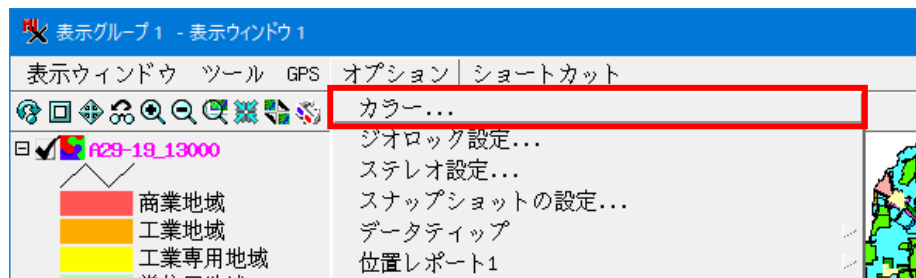 表示グループ1 - 表示ウィンドウ1
表示ウィンドウ ツール GPS オプション ショートカット
カラー...
ジオロック設定...
A29-19_13000
ステレオ設定...
商業地域
スナップショットの設定...
工業地域
データティップ
工業専用地域
位置レポート1